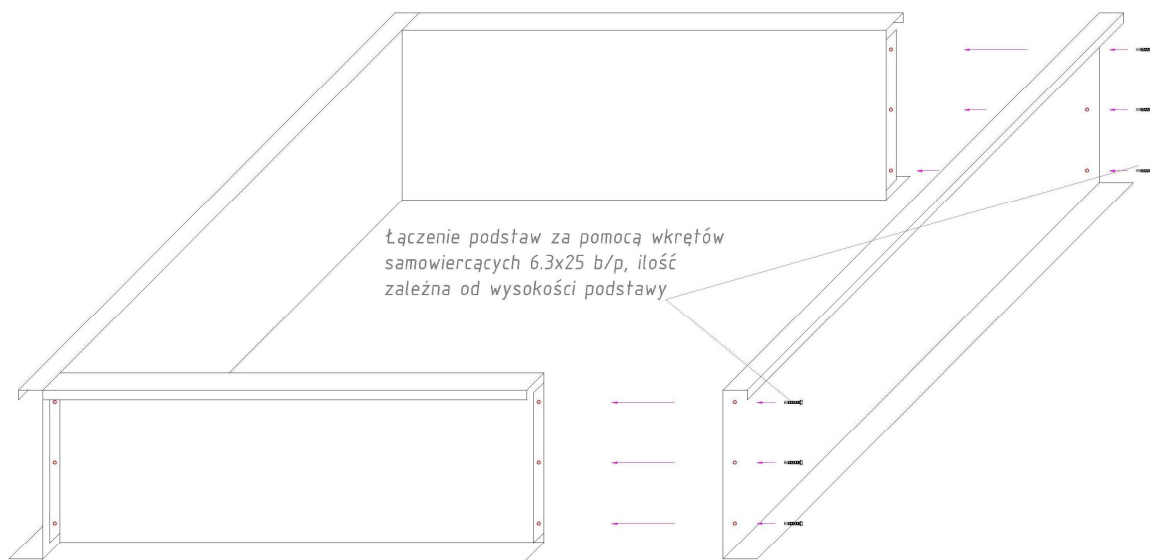 Łączenie podstaw za pomocą wkrętów
samowiercących 6.3x25 b/p, ilość
zależna od wysokości podstawy